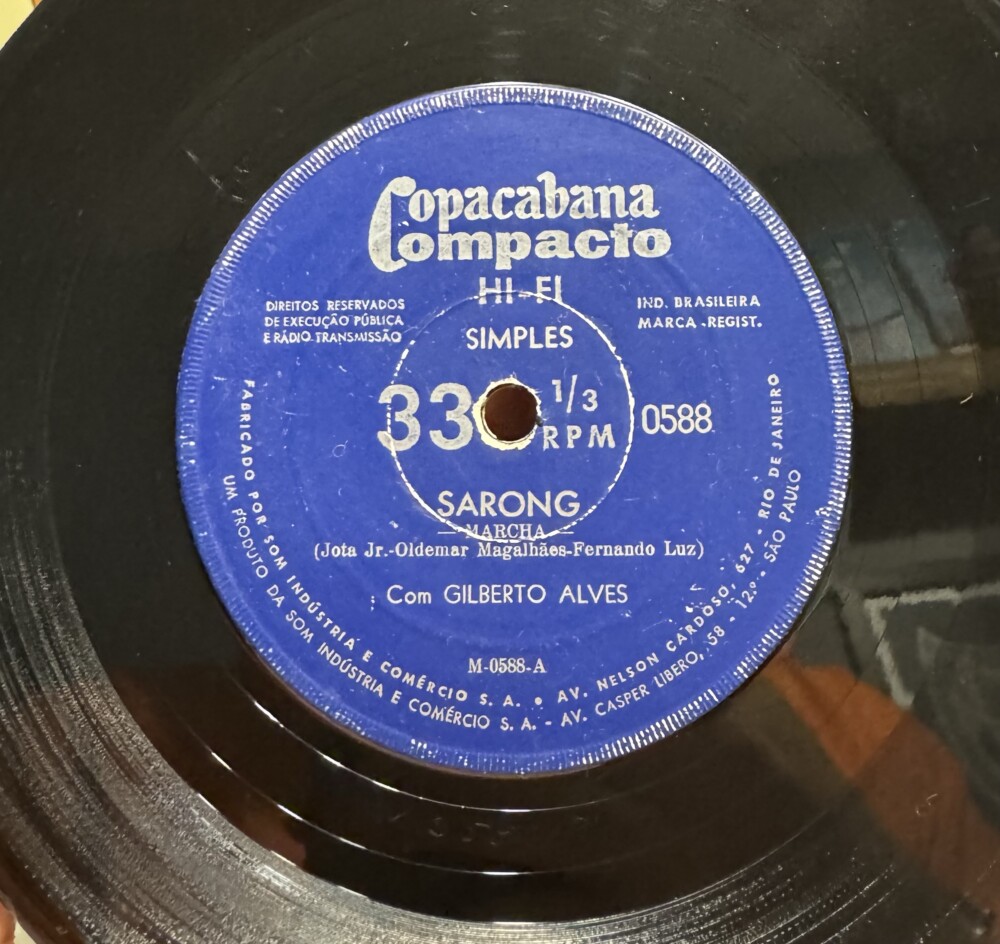 Copacabana
Compacto
HI-FI
DIREITOS RESERVADOS
DE EXECUÇÃO PÚBLICA
E RÁDIO TRANSMISSÃO
IND. BRASILEIRA
MARCA-REGIST.
SIMPLES
33 1/3
RPM
0588
SARONG
MARCHA
(Jota Jr.-Oldemar Magalhães-Fernando Luz)
Com GILBERTO ALVES
M-0588-A
FABRICADO POR SOM INDÚSTRIA E COMÉRCIO S. A. • AV. NELSON CARDOSO, 627 - RIO DE JANEIRO
UM PRODUTO DA SOM INDÚSTRIA E COMÉRCIO S. A. - AV. CASPER LIBERO, 58 - 12.º - SÃO PAULO